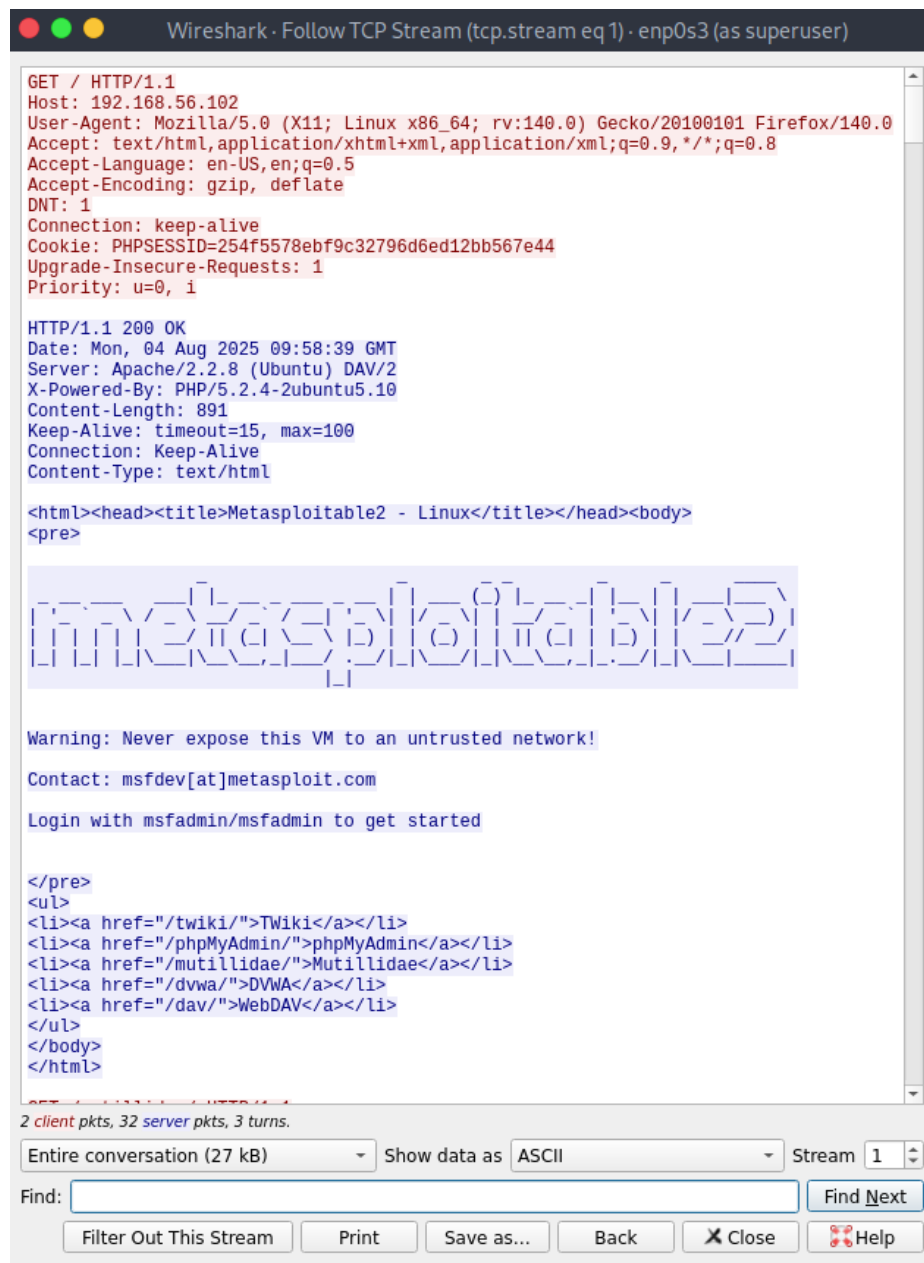 Wireshark · Follow TCP Stream (tcp.stream eq 1) · enp0s3 (as superuser)
GET / HTTP/1.1
Host: 192.168.56.102
User-Agent: Mozilla/5.0 (X11; Linux x86_64; rv:140.0) Gecko/20100101 Firefox/140.0
Accept: text/html,application/xhtml+xml,application/xml;q=0.9,*/*;q=0.8
Accept-Language: en-US,en;q=0.5
Accept-Encoding: gzip, deflate
DNT: 1
Connection: keep-alive
Cookie: PHPSESSID=254f5578ebf9c32796d6ed12bb567e44
Upgrade-Insecure-Requests: 1
Priority: u=0, i
HTTP/1.1 200 OK
Date: Mon, 04 Aug 2025 09:58:39 GMT
Server: Apache/2.2.8 (Ubuntu) DAV/2
X-Powered-By: PHP/5.2.4-2ubuntu5.10
Content-Length: 891
Keep-Alive: timeout=15, max=100
Connection: Keep-Alive
Content-Type: text/html
<html><head><title>Metasploitable2 - Linux</title></head><body>
<pre>
metasploitable2
Warning: Never expose this VM to an untrusted network!
Contact: msfdev[at]metasploit.com
Login with msfadmin/msfadmin to get started
</pre>
<ul>
<li><a href="/twiki/">TWiki</a></li>
<li><a href="/phpMyAdmin/">phpMyAdmin</a></li>
<li><a href="/mutillidae/">Mutillidae</a></li>
<li><a href="/dvwa/">DVWA</a></li>
<li><a href="/dav/">WebDAV</a></li>
</ul>
</body>
</html>
2 client pkts, 32 server pkts, 3 turns.
Entire conversation (27 kB) Show data as ASCII Stream 1
Find: Find Next
Filter Out This Stream Print Save as... Back Close Help